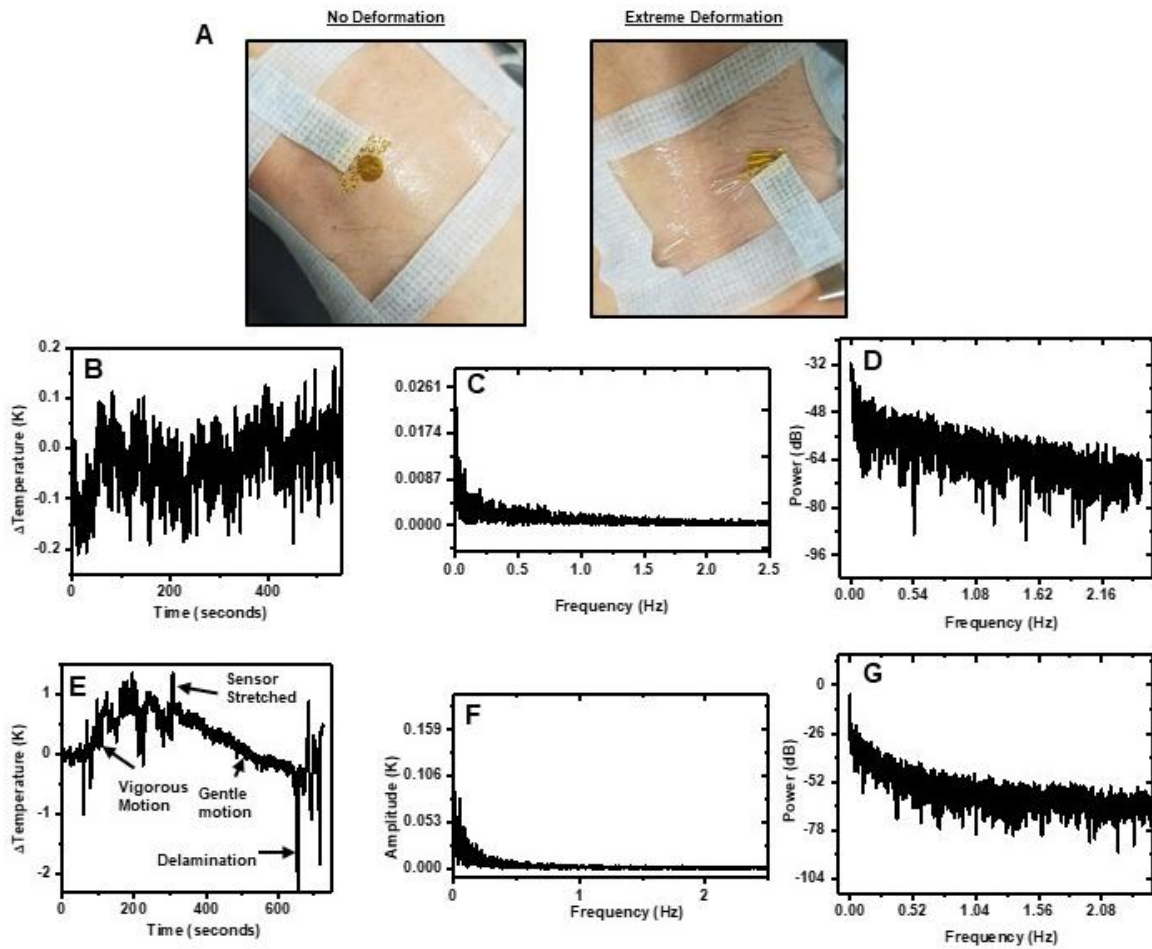 No Deformation
Extreme Deformation
A
B
0.2
0.1
0.0
-0.1
-0.2
ΔTemperature (K)
0
200
400
Time (seconds)
C
0.0261
0.0174
0.0087
0.0000
0.0
0.5
1.0
1.5
2.0
2.5
Frequency (Hz)
D
-32
-48
-64
-80
-96
Power (dB)
0.00
0.54
1.08
1.62
2.16
Frequency (Hz)
E
Sensor
Stretched
Vigorous
Motion
Gentle
motion
Delamination
1
0
-1
-2
ΔTemperature (K)
0
200
400
600
Time (seconds)
F
0.159
0.106
0.053
0.000
Amplitude (K)
0
1
2
Frequency (Hz)
G
0
-26
-52
-78
-104
Power (dB)
0.00
0.52
1.04
1.56
2.08
Frequency (Hz)